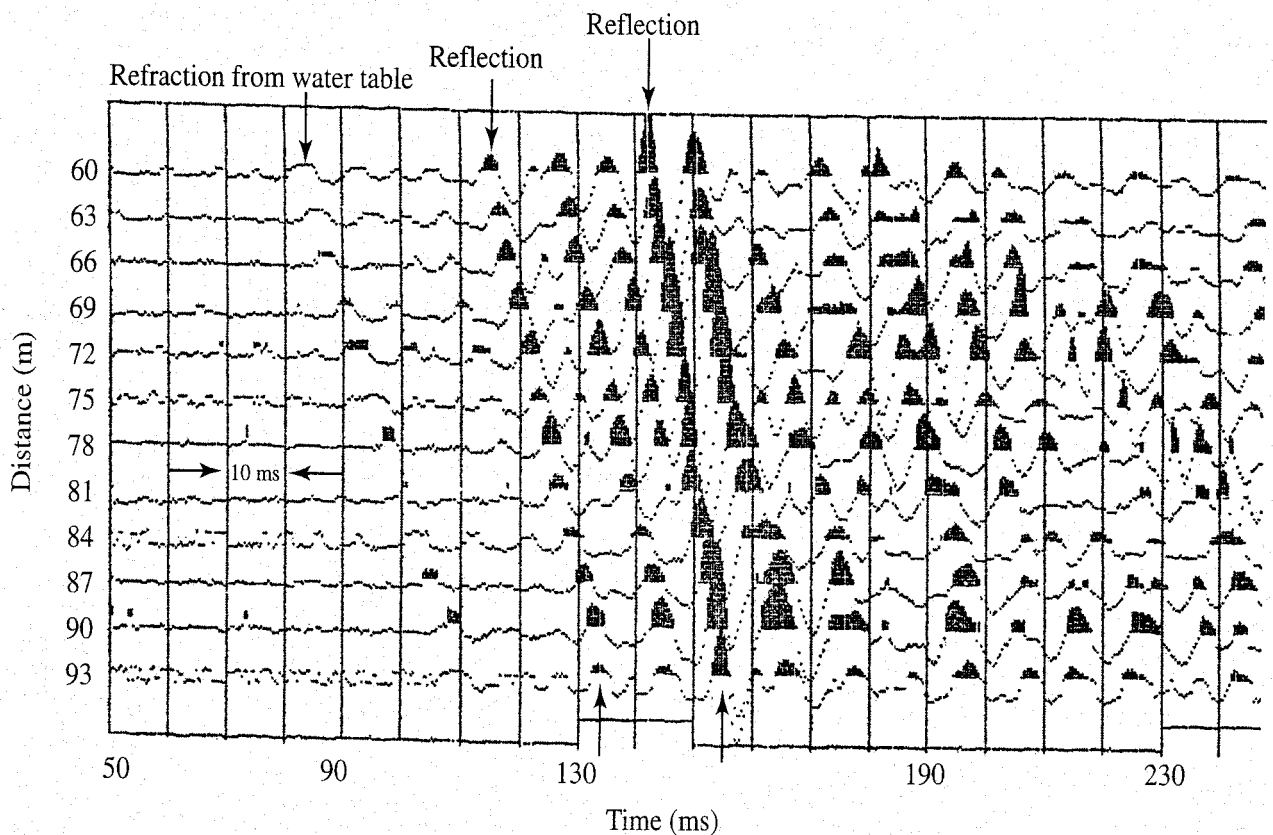 Reflection
Reflection
Refraction from water table
60
63
66
69
72
75
78
81
84
87
90
93
10 ms
Distance (m)
50 90 130 190 230
Time (ms)